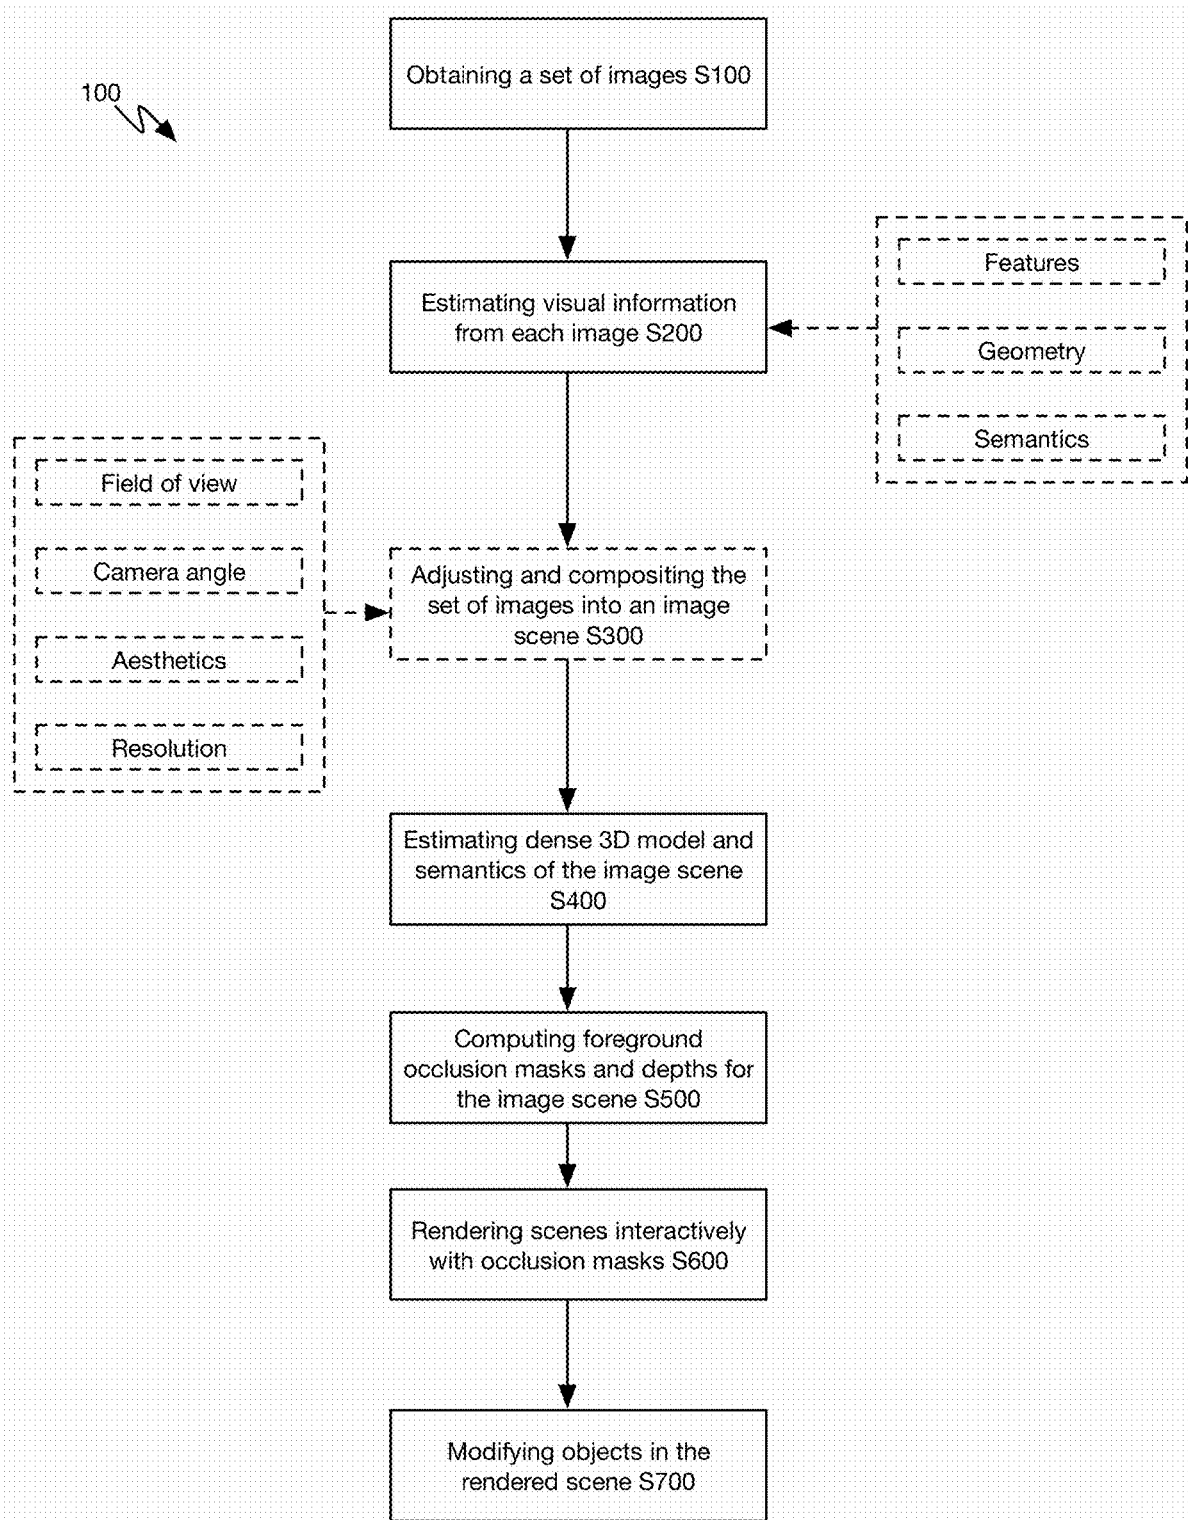 Obtaining a set of images S100
100
Estimating visual information
from each image S200
Features
Geometry
Semantics
Field of view
Camera angle
Aesthetics
Resolution
Adjusting and compositing the
set of images into an image
scene S300
Estimating dense 3D model and
semantics of the image scene
S400
Computing foreground
occlusion masks and depths for
the image scene S500
Rendering scenes interactively
with occlusion masks S600
Modifying objects in the
rendered scene S700